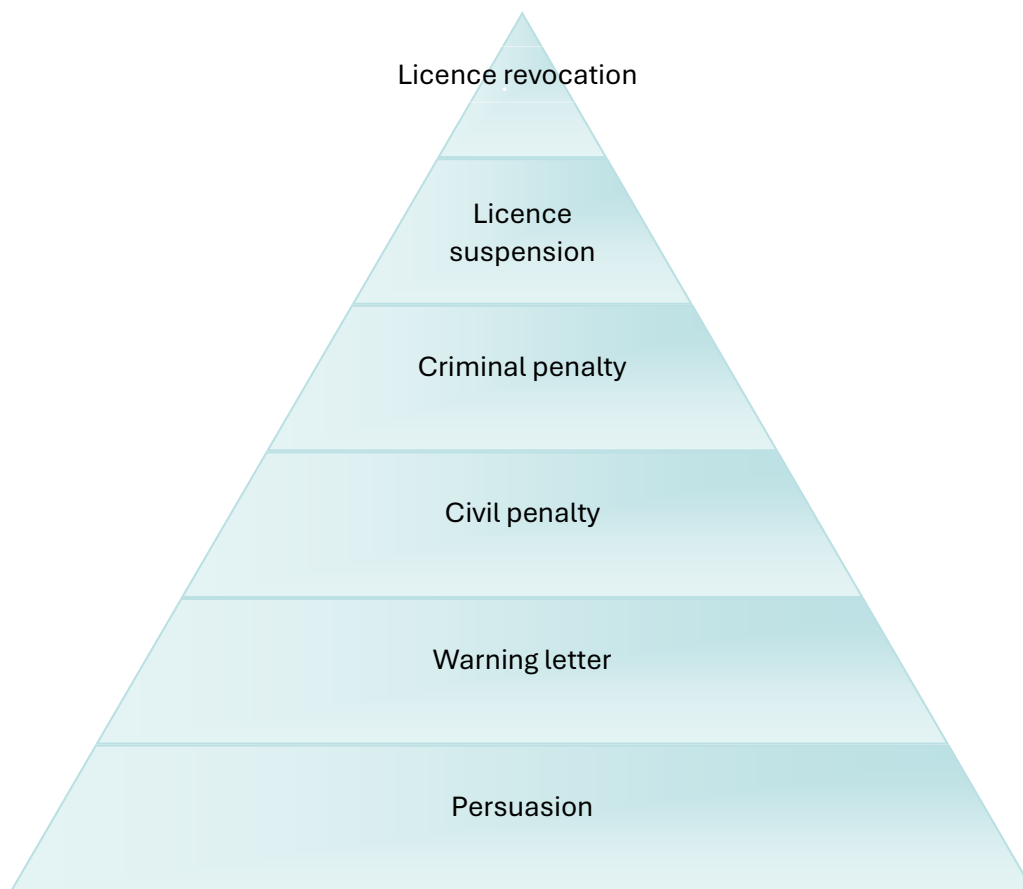 Licence revocation
Licence
suspension
Criminal penalty
Civil penalty
Warning letter
Persuasion